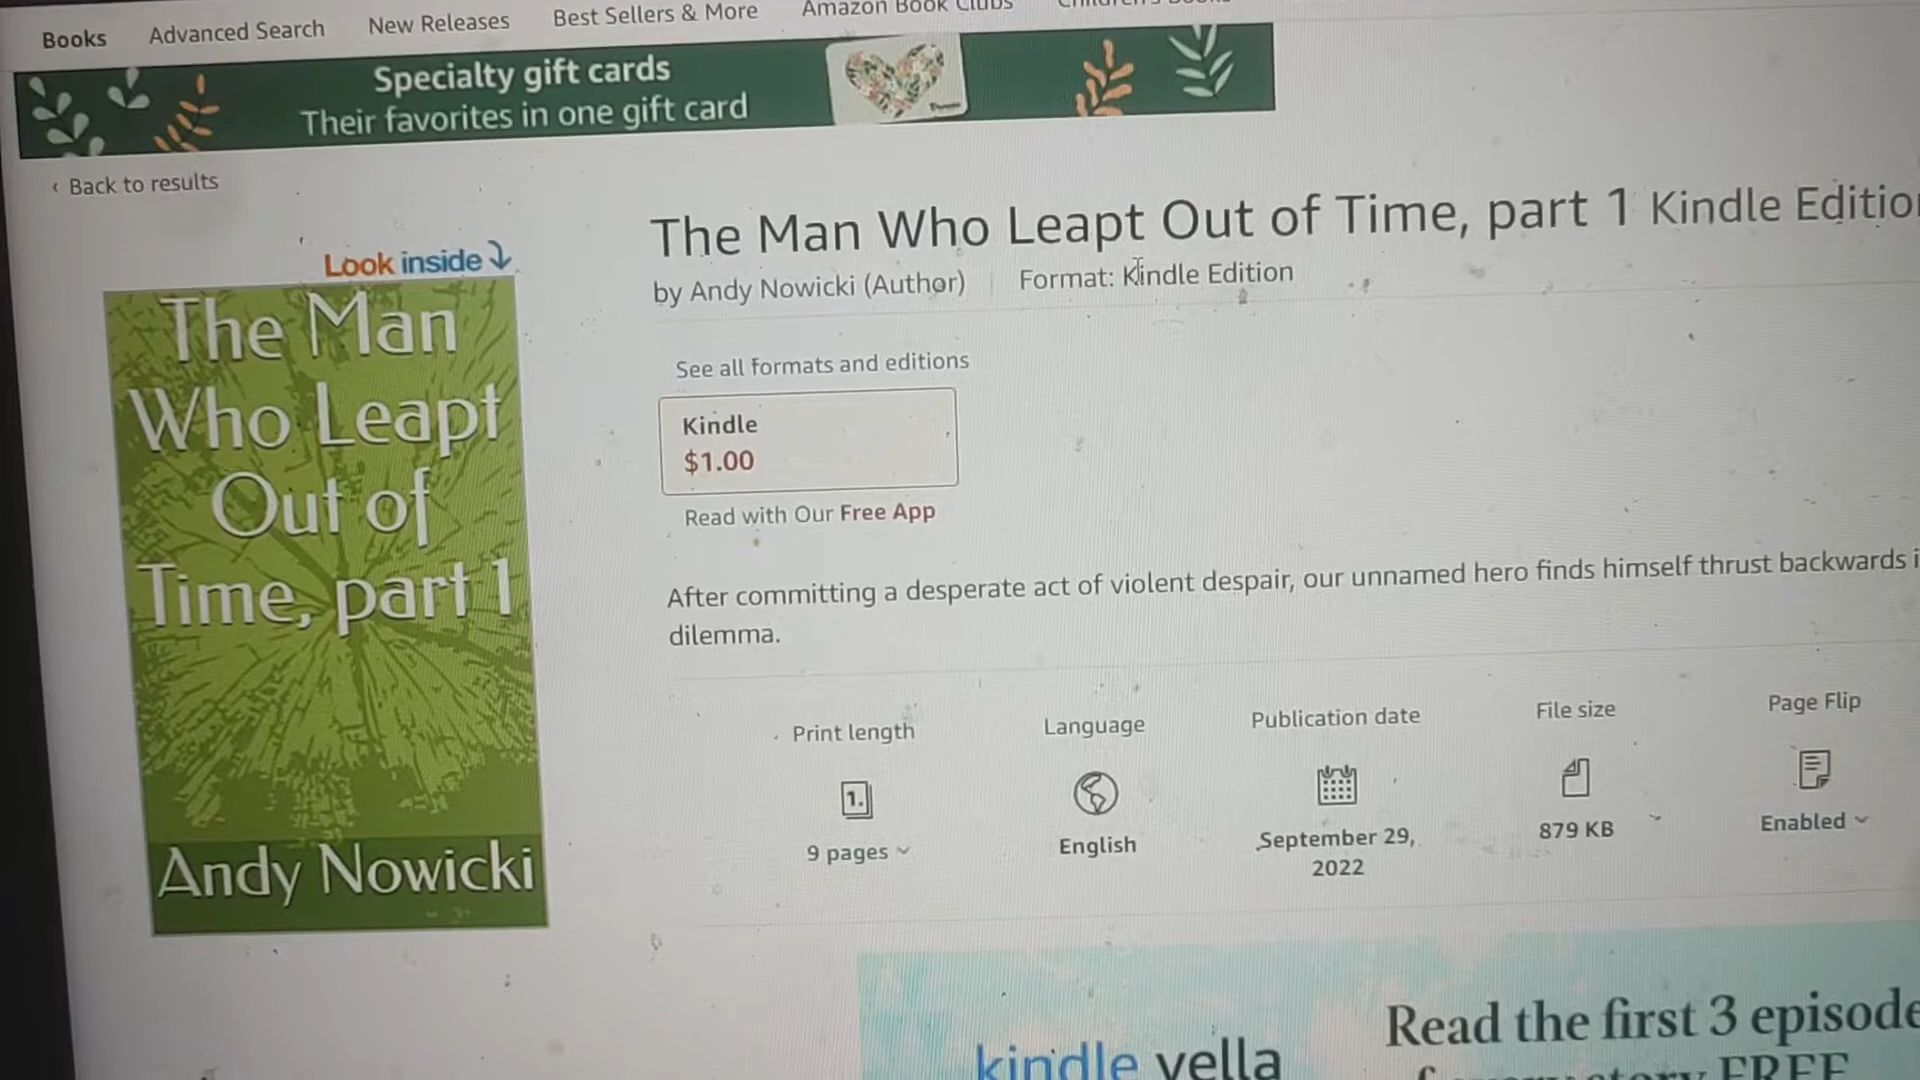 Books Advanced Search New Releases Best Sellers & More Amazon Book Clubs
Specialty gift cards
Their favorites in one gift card
‹ Back to results
Look inside
The Man
Who Leapt
Out of
Time, part 1
Andy Nowicki
The Man Who Leapt Out of Time, part 1 Kindle Edition
by Andy Nowicki (Author) Format: Kindle Edition
See all formats and editions
Kindle
$1.00
Read with Our Free App
After committing a desperate act of violent despair, our unnamed hero finds himself thrust backwards i
dilemma.
Print length
1.
9 pages
Language
English
Publication date
September 29,
2022
File size
879 KB
Page Flip
Enabled
kindle vella
Read the first 3 episode
story FREE